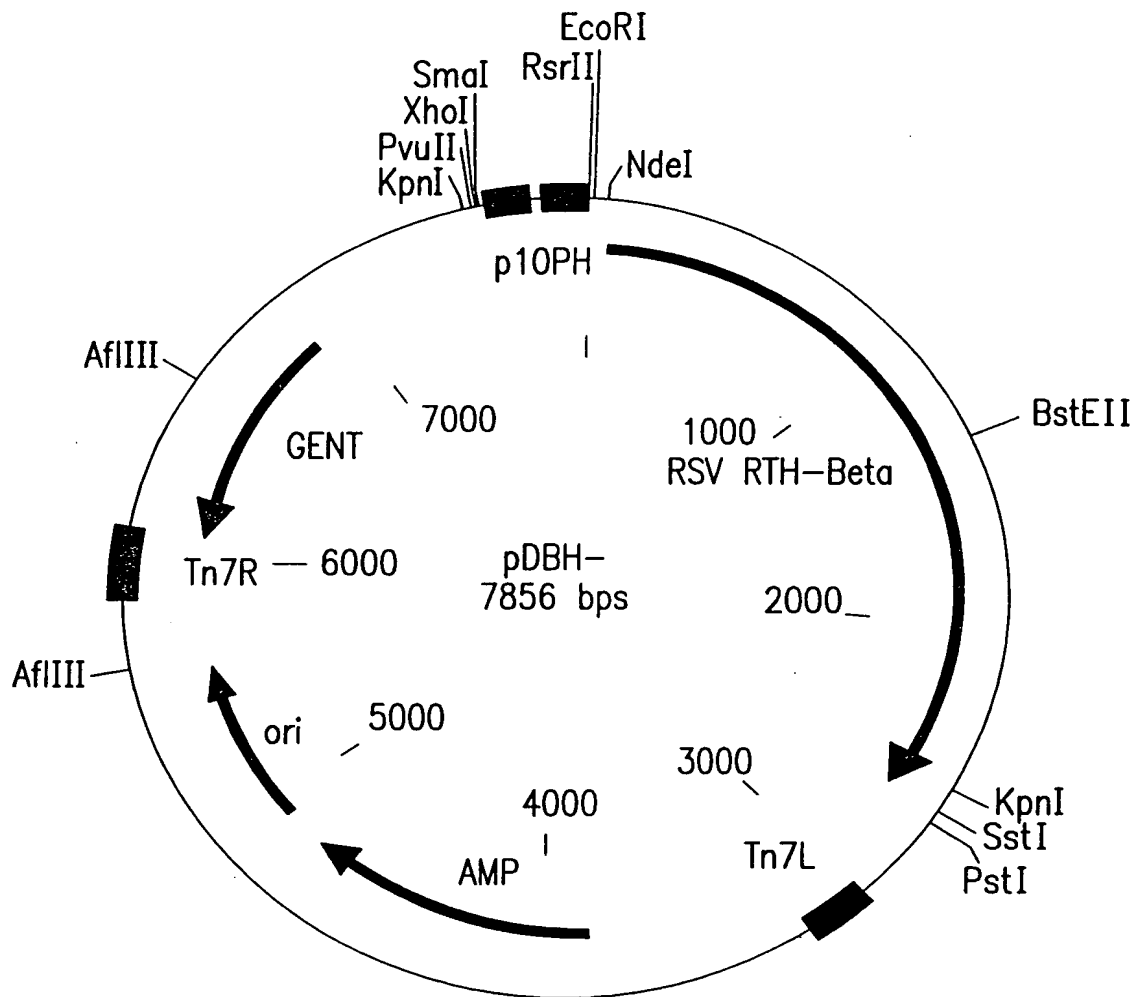 EcoRI
RsrII
SmaI
XhoI
PvuII
KpnI
NdeI
p10PH
AflIII
7000
GENT
1000
RSV RTH-Beta
BstEII
Tn7R
6000
pDBH-
7856 bps
2000
AflIII
ori
5000
3000
4000
KpnI
SstI
PstI
Tn7L
AMP